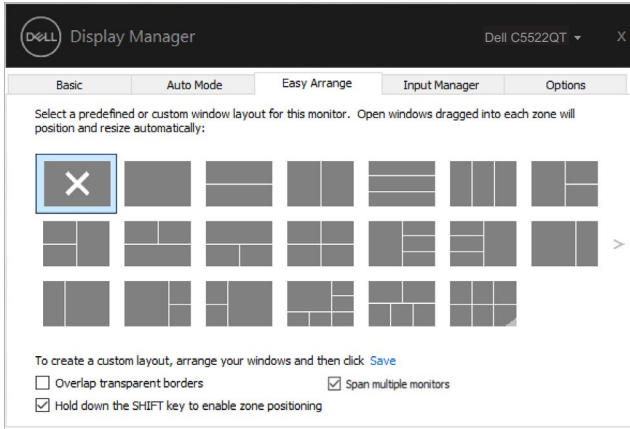 DELL Display Manager Dell C5522QT X
Basic Auto Mode Easy Arrange Input Manager Options
Select a predefined or custom window layout for this monitor. Open windows dragged into each zone will
position and resize automatically:
To create a custom layout, arrange your windows and then click Save
Overlap transparent borders Span multiple monitors
Hold down the SHIFT key to enable zone positioning